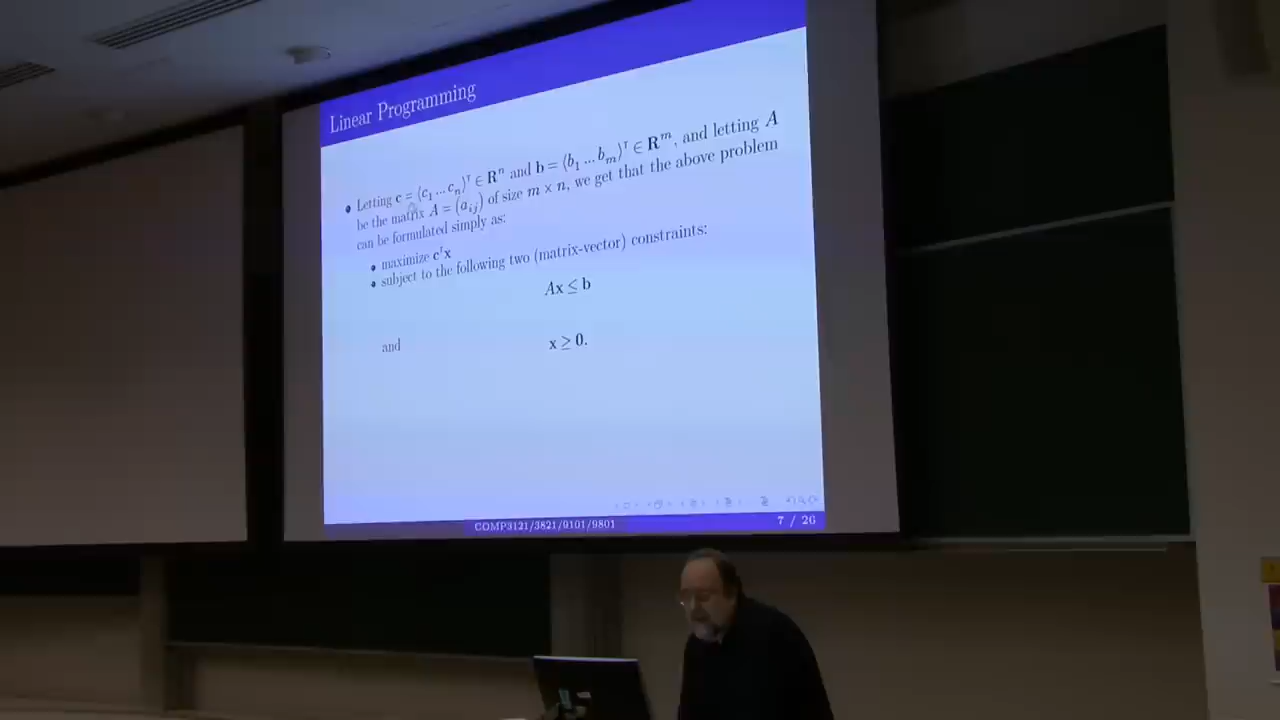 Linear Programming
• Letting c = ⟨c₁ ... cₙ⟩ᵀ ∈ Rⁿ and b = ⟨b₁ ... bₘ⟩ᵀ ∈ Rᵐ, and letting A
be the matrix A = (aᵢⱼ) of size m × n, we get that the above problem
can be formulated simply as:
• maximize cᵀx
• subject to the following two (matrix-vector) constraints:
Ax ≤ b
and x ≥ 0.
COMP3121/3821/9101/9801 7 / 26